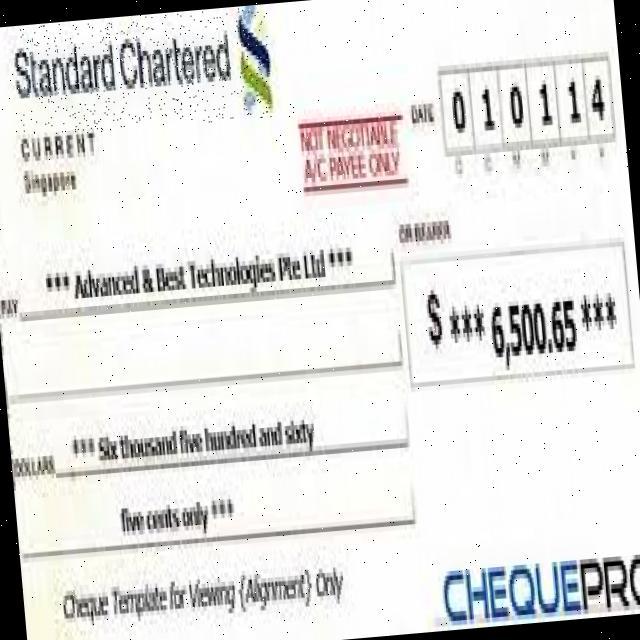 Standard Chartered
CURRENT
Singapore
NOT NEGOTIABLE
A/C PAYEE ONLY
DATE 0 1 0 1 1 4
D D M M Y Y
OR BEARER
PAY *** Advanced & Best Technologies Pte Ltd ***
$ *** 6,500.65 ***
DOLLARS *** Six thousand five hundred and sixty
five cents only ***
Cheque Template for Viewing (Alignment) Only
CHEQUEPRO